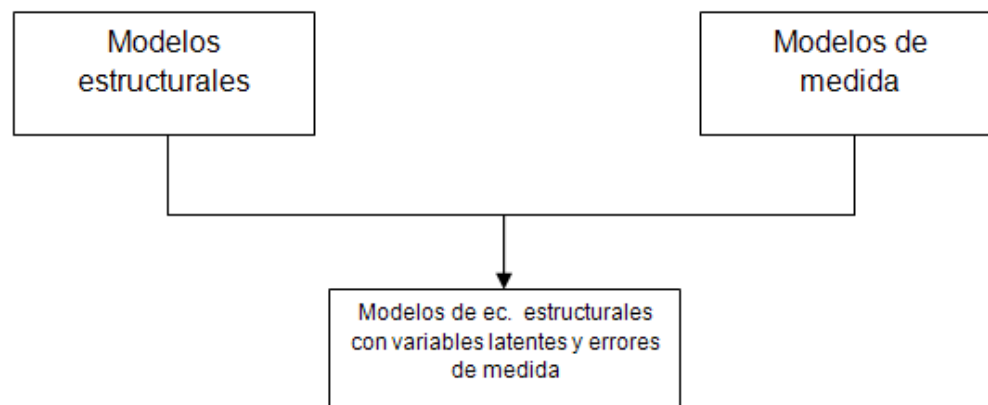 Modelos
estructurales
Modelos de
medida
Modelos de ec. estructurales
con variables latentes y errores
de medida